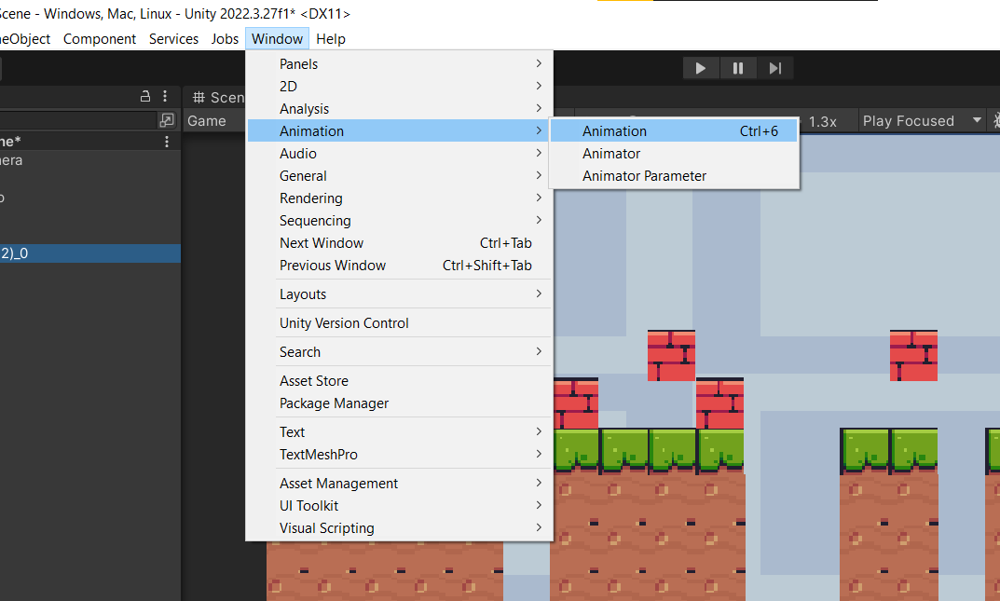 Scene - Windows, Mac, Linux - Unity 2022.3.27f1* <DX11>
eObject Component Services Jobs Window Help
Panels
2D
Analysis
Animation
Audio
General
Rendering
Sequencing
Next Window Ctrl+Tab
Previous Window Ctrl+Shift+Tab
Layouts
Unity Version Control
Search
Asset Store
Package Manager
Text
TextMeshPro
Asset Management
UI Toolkit
Visual Scripting
Animation Ctrl+6
Animator
Animator Parameter
# Scen
Game
1.3x Play Focused
ne*
era
2)_0